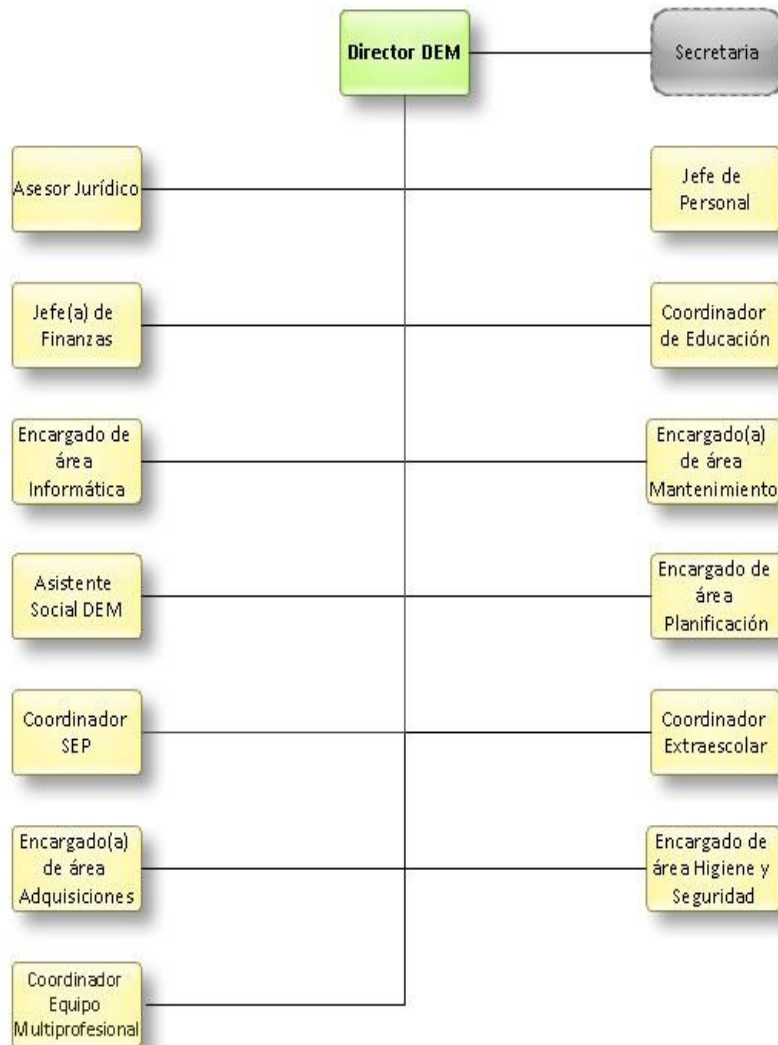 Director DEM
Secretaria
Asesor Jurídico
Jefe de
Personal
Jefe(a) de
Finanzas
Coordinador
de Educación
Encargado de
área
Informática
Encargado(a)
de área
Mantenimiento
Asistente
Social DEM
Encargado de
área
Planificación
Coordinador
SEP
Coordinador
Extraescolar
Encargado(a)
de área
Adquisiciones
Encargado de
área Higiene y
Seguridad
Coordinador
Equipo
Multiprofesional